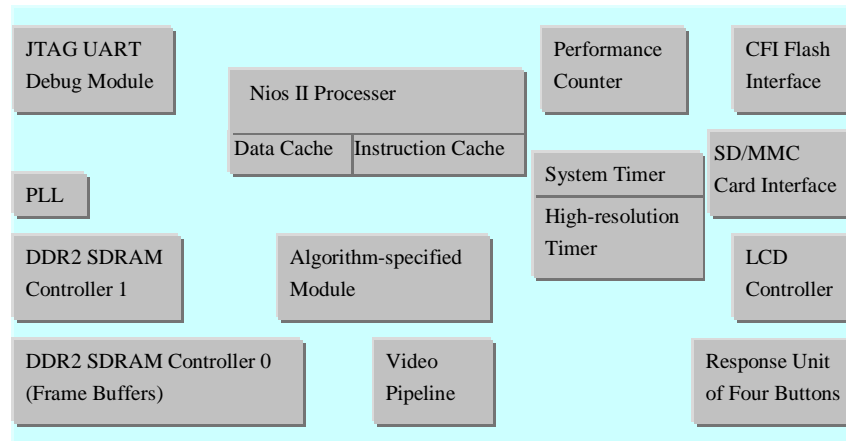 JTAG UART
Debug Module
Nios II Processer
Data Cache
Instruction Cache
Performance
Counter
CFI Flash
Interface
PLL
System Timer
High-resolution
Timer
SD/MMC
Card Interface
DDR2 SDRAM
Controller 1
Algorithm-specified
Module
LCD
Controller
DDR2 SDRAM Controller 0
(Frame Buffers)
Video
Pipeline
Response Unit
of Four Buttons